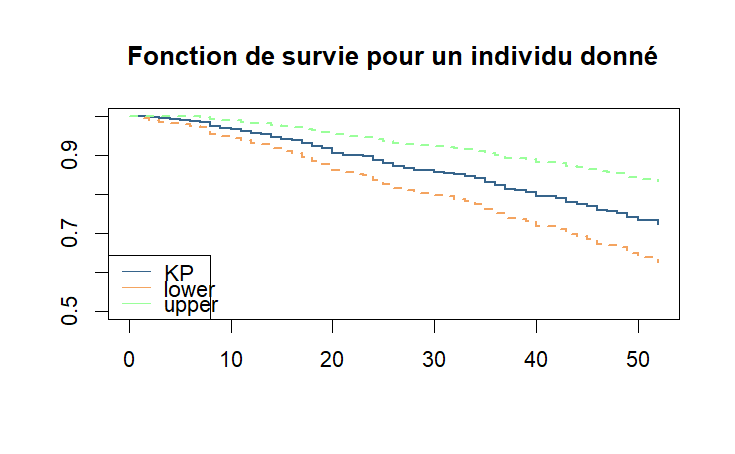 Fonction de survie pour un individu donné
0.9
0.7
0.5
KP
lower
upper
0 10 20 30 40 50